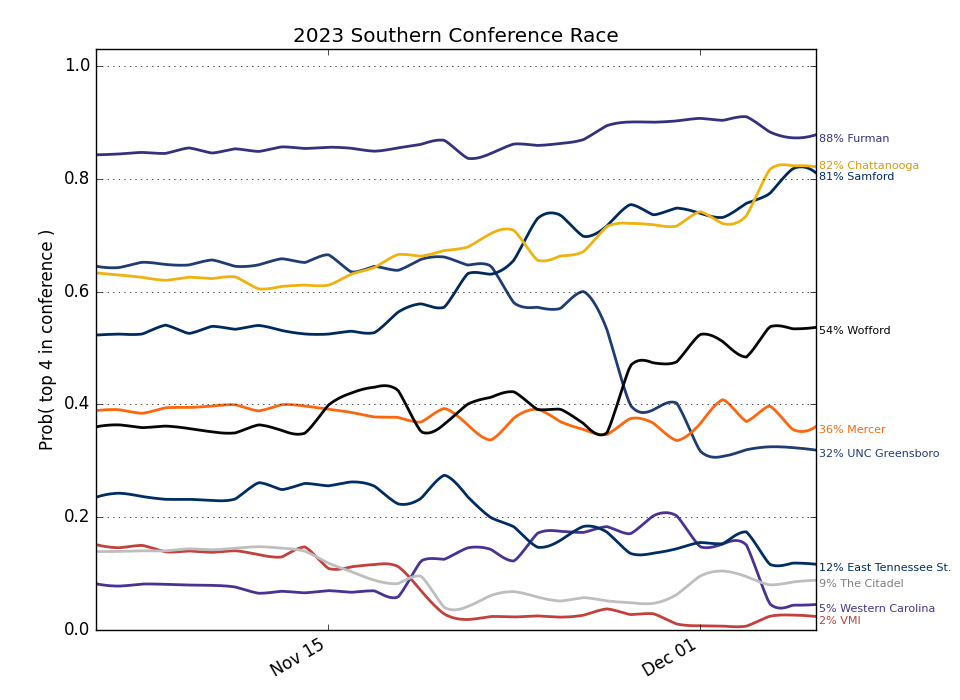 2023 Southern Conference Race
Prob( top 4 in conference )
1.0
0.8
0.6
0.4
0.2
0.0
Nov 15
Dec 01
88% Furman
82% Chattanooga
81% Samford
54% Wofford
36% Mercer
32% UNC Greensboro
12% East Tennessee St.
9% The Citadel
5% Western Carolina
2% VMI